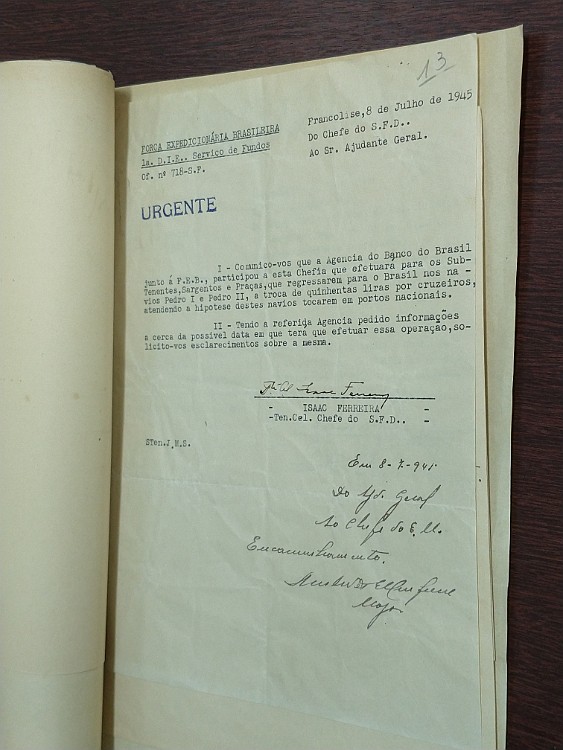 13
FORÇA EXPEDICIONÁRIA BRASILEIRA
1a. D.I.E.. Serviço de Fundos
Of. nº 718-S.F.
Francolise,8 de Julho de 1945
Do Chefe do S.F.D..
Ao Sr. Ajudante Geral.
URGENTE
I - Comunico-vos que a Agencia do Banco do Brasil
junto á F.E.B., participou a esta Chefia que efetuará para os Sub-
Tenentes,Sargentos e Praças,que regressarem para o Brasil nos na -
vios Pedro I e Pedro II, a troca de quinhentas liras por cruzeiros,
atendendo a hipotese destes navios tocarem em portos nacionais.
II - Tendo a referida Agencia pedido informações
a cerca da possível data em que terá que efetuar essa operação,so-
licito-vos esclarecimentos sobre a mesma.
Isaac Ferreira
- ISAAC FERREIRA -
-Ten.Cel. Chefe do S.F.D.. -
STen.J.M.S.
Em 8-7-945
Do Ajd. Geral
Ao Chefe do E.M.
Encaminhamento.
Major